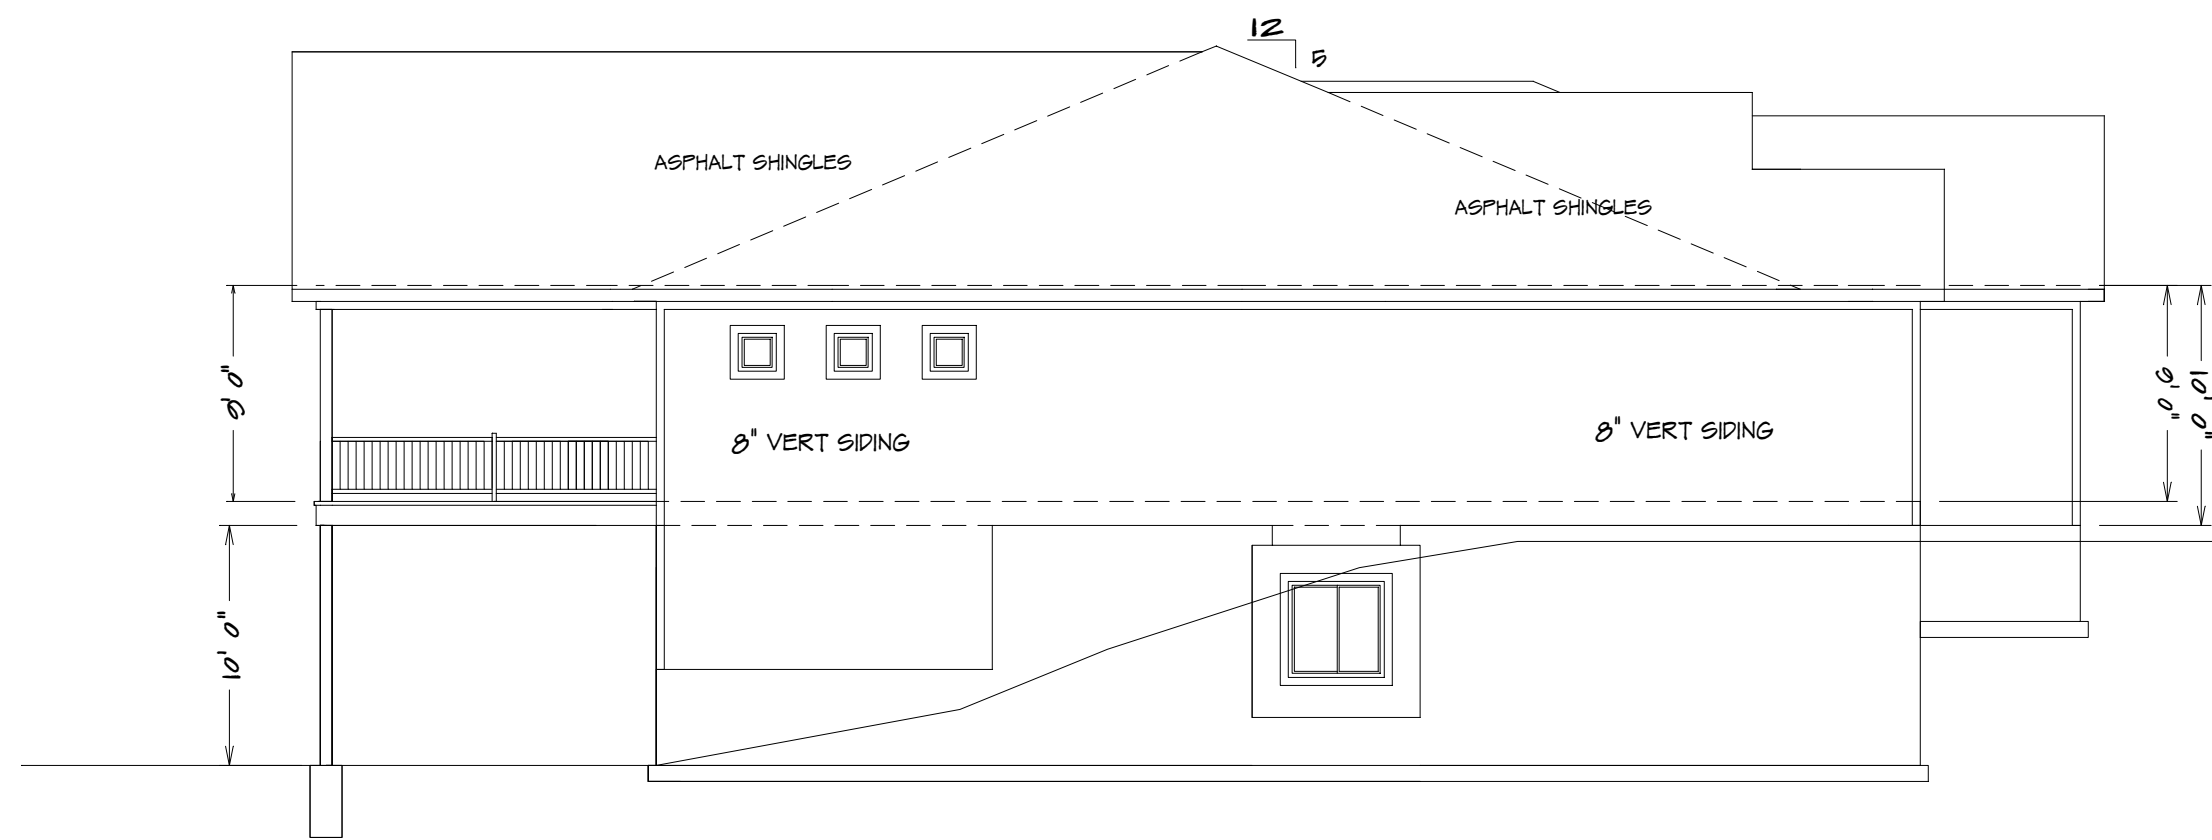 12
5
ASPHALT SHINGLES
ASPHALT SHINGLES
9' 0"
9' 0"
10' 0"
8" VERT SIDING
8" VERT SIDING
10' 0"